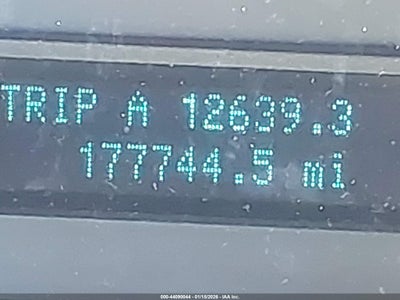 TRIP A 12639.3
177744.5 mi
000-44090044 - 01/15/2026 - IAA Inc.